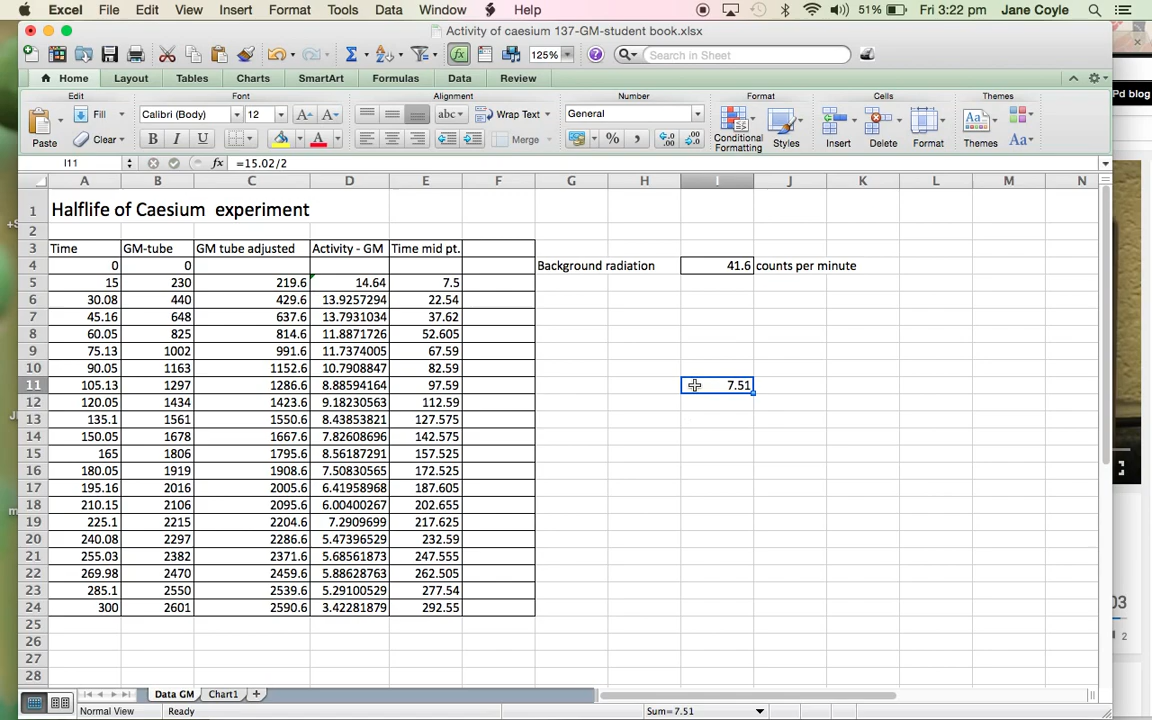 Excel File Edit View Insert Format Tools Data Window Help 51% Fri 3:22 pm Jane Coyle
Activity of caesium 137-GM-student book.xlsx
125% Search in Sheet
Home Layout Tables Charts SmartArt Formulas Data Review
Pd blog
Edit Font Alignment Number Format Cells Themes
Paste Fill Clear Calibri (Body) 12 B I U A A A abc Wrap Text Merge General % , Conditional Formatting Styles Insert Delete Format Themes Aa
I11 fx =15.02/2
A B C D E F G H I J K L M N
1 Halflife of Caesium experiment
2
3 Time GM-tube GM tube adjusted Activity - GM Time mid pt.
4 0 0 Background radiation 41.6 counts per minute
5 15 230 219.6 14.64 7.5
6 30.08 440 429.6 13.9257294 22.54
7 45.16 648 637.6 13.7931034 37.62
8 60.05 825 814.6 11.8871726 52.605
9 75.13 1002 991.6 11.7374005 67.59
10 90.05 1163 1152.6 10.7908847 82.59
11 105.13 1297 1286.6 8.88594164 97.59 7.51
12 120.05 1434 1423.6 9.18230563 112.59
13 135.1 1561 1550.6 8.43853821 127.575
14 150.05 1678 1667.6 7.82608696 142.575
15 165 1806 1795.6 8.56187291 157.525
16 180.05 1919 1908.6 7.50830565 172.525
17 195.16 2016 2005.6 6.41958968 187.605
18 210.15 2106 2095.6 6.00400267 202.655
19 225.1 2215 2204.6 7.2909699 217.625
20 240.08 2297 2286.6 5.47396529 232.59
21 255.03 2382 2371.6 5.68561873 247.555
22 269.98 2470 2459.6 5.88628763 262.505
23 285.1 2550 2539.6 5.29100529 277.54
24 300 2601 2590.6 3.42281879 292.55
25
26
27
28
03
2
Data GM Chart1
Normal View Ready Sum=7.51